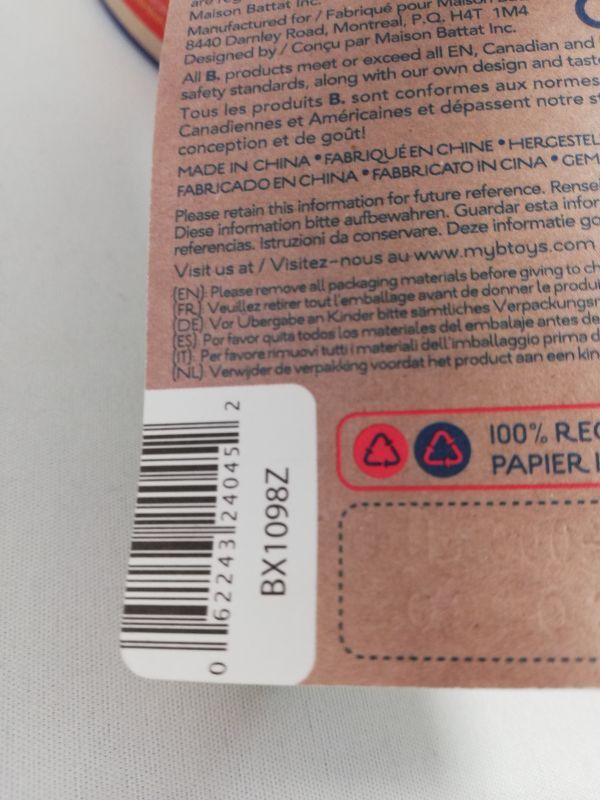 Maison Battat Inc.
Manufactured for / Fabriqué pour Maison
8440 Darnley Road, Montreal, P.Q. H4T 1M4
Designed by / Conçu par Maison Battat Inc.
All B. products meet or exceed all EN, Canadian and
safety standards, along with our own design and
Tous les produits B. sont conformes aux normes
Canadiennes et Américaines et dépassent notre
conception et de goût!
MADE IN CHINA • FABRIQUÉ EN CHINE •
FABRICADO EN CHINA • FABBRICATO IN CINA •
Please retain this information for future reference.
Diese information bitte aufbewahren. Guardar esta
referencias. Istruzioni da conservare. Deze informatie
Visit us at / Visitez-nous au www.mybtoys.com
(EN): Please remove all packaging materials before giving to
(FR): Veuillez retirer tout l'emballage avant de donner le
(DE): Vor Übergabe an Kinder bitte sämtliches
(ES): Por favor quita todos los materiales del embalaje antes de
(IT): Per favore rimuovi tutti i materiali dell'imballaggio prima
(NL): Verwijder de verpakking voordat het product aan een
0 62243 24045 2
BX1098Z
100%
PAPIER